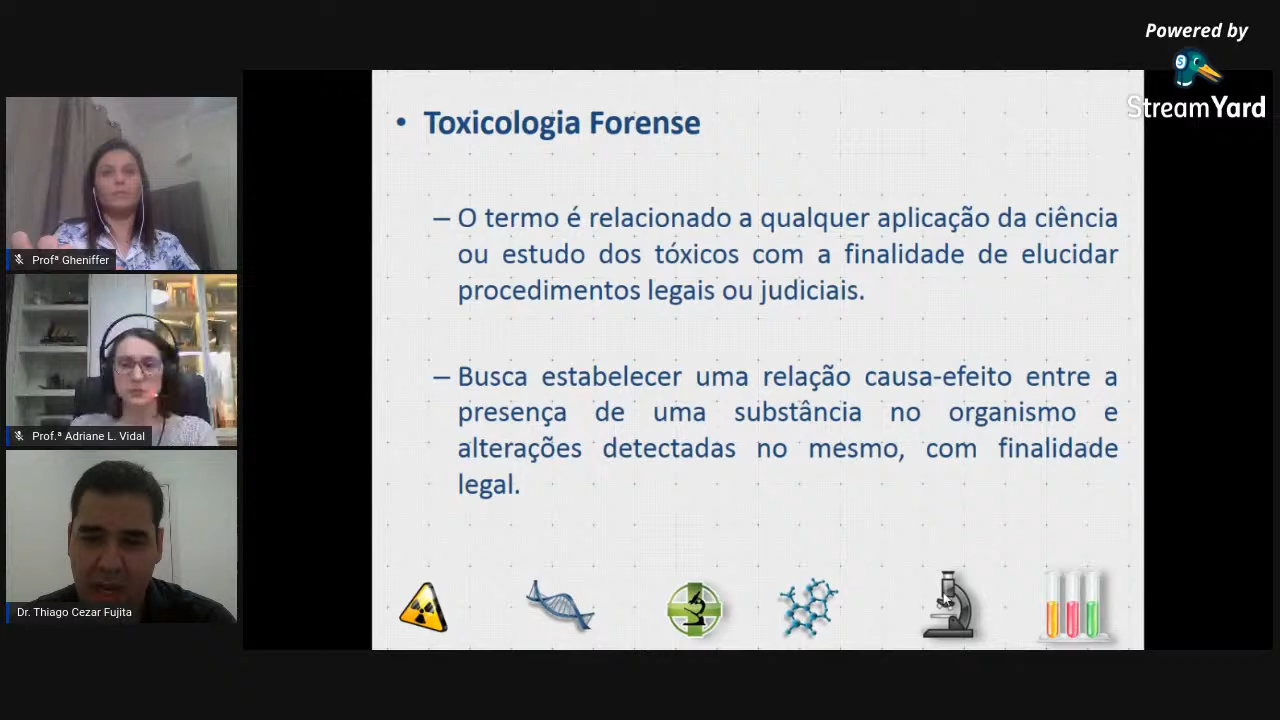 Powered by
StreamYard
• Toxicologia Forense
– O termo é relacionado a qualquer aplicação da ciência
ou estudo dos tóxicos com a finalidade de elucidar
procedimentos legais ou judiciais.
– Busca estabelecer uma relação causa-efeito entre a
presença de uma substância no organismo e
alterações detectadas no mesmo, com finalidade
legal.
Profª Gheniffer
Prof.ª Adriane L. Vidal
Dr. Thiago Cezar Fujita